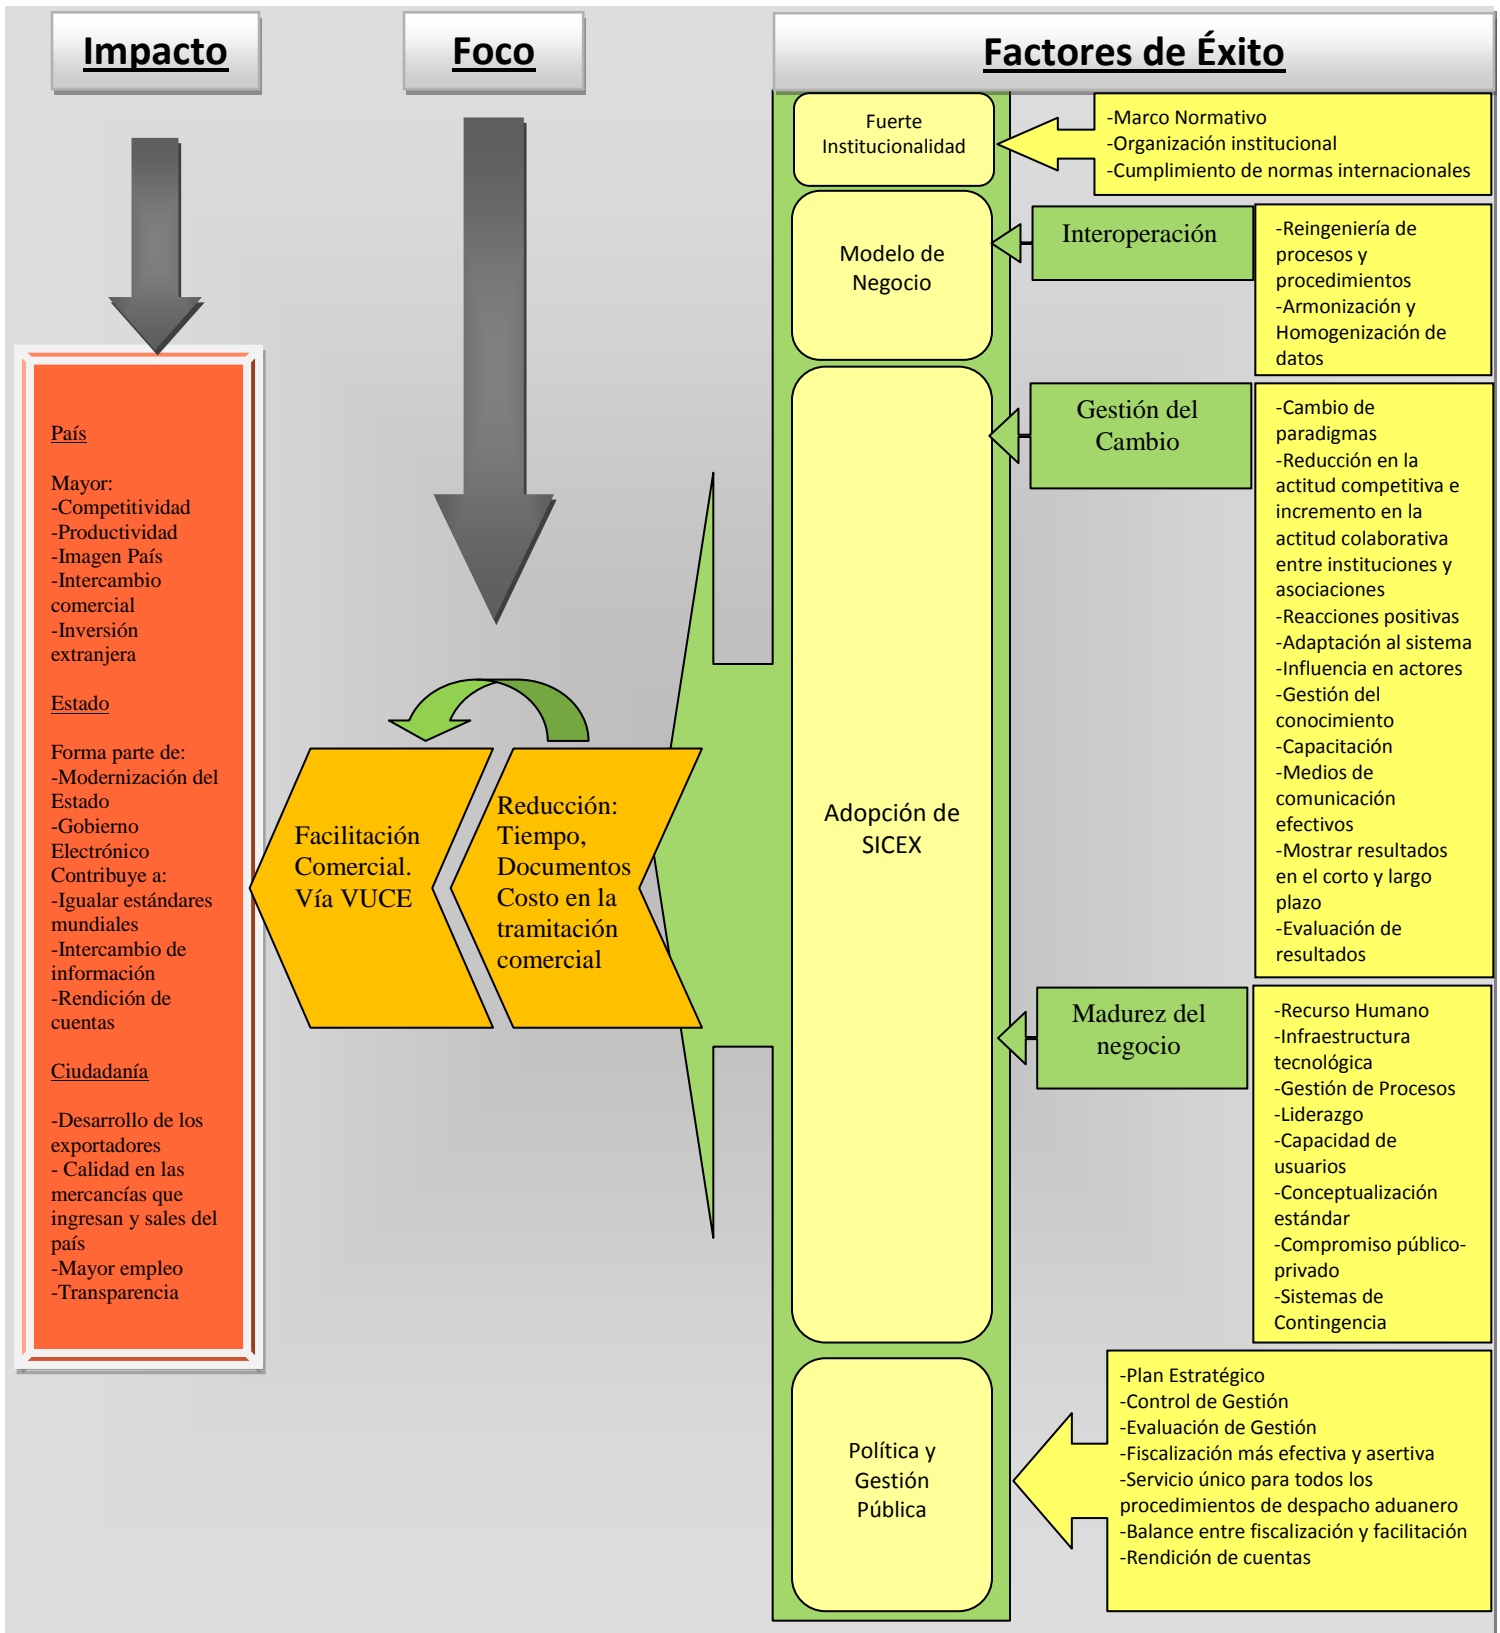 Impacto
Foco
Factores de Éxito
País
Mayor:
-Competitividad
-Productividad
-Imagen País
-Intercambio
comercial
-Inversión
extranjera
Estado
Forma parte de:
-Modernización del
Estado
-Gobierno
Electrónico
Contribuye a:
-Igualar estándares
mundiales
-Intercambio de
información
-Rendición de
cuentas
Ciudadanía
-Desarrollo de los
exportadores
- Calidad en las
mercancías que
ingresan y sales del
país
-Mayor empleo
-Transparencia
Facilitación
Comercial.
Vía VUCE
Reducción:
Tiempo,
Documentos
Costo en la
tramitación
comercial
Fuerte
Institucionalidad
-Marco Normativo
-Organización institucional
-Cumplimiento de normas internacionales
Modelo de
Negocio
Interoperación
-Reingeniería de
procesos y
procedimientos
-Armonización y
Homogenización de
datos
Adopción de
SICEX
Gestión del
Cambio
-Cambio de
paradigmas
-Reducción en la
actitud competitiva e
incremento en la
actitud colaborativa
entre instituciones y
asociaciones
-Reacciones positivas
-Adaptación al sistema
-Influencia en actores
-Gestión del
conocimiento
-Capacitación
-Medios de
comunicación
efectivos
-Mostrar resultados
en el corto y largo
plazo
-Evaluación de
resultados
Madurez del
negocio
-Recurso Humano
-Infraestructura
tecnológica
-Gestión de Procesos
-Liderazgo
-Capacidad de
usuarios
-Conceptualización
estándar
-Compromiso público-
privado
-Sistemas de
Contingencia
Política y
Gestión
Pública
-Plan Estratégico
-Control de Gestión
-Evaluación de Gestión
-Fiscalización más efectiva y asertiva
-Servicio único para todos los
procedimientos de despacho aduanero
-Balance entre fiscalización y facilitación
-Rendición de cuentas